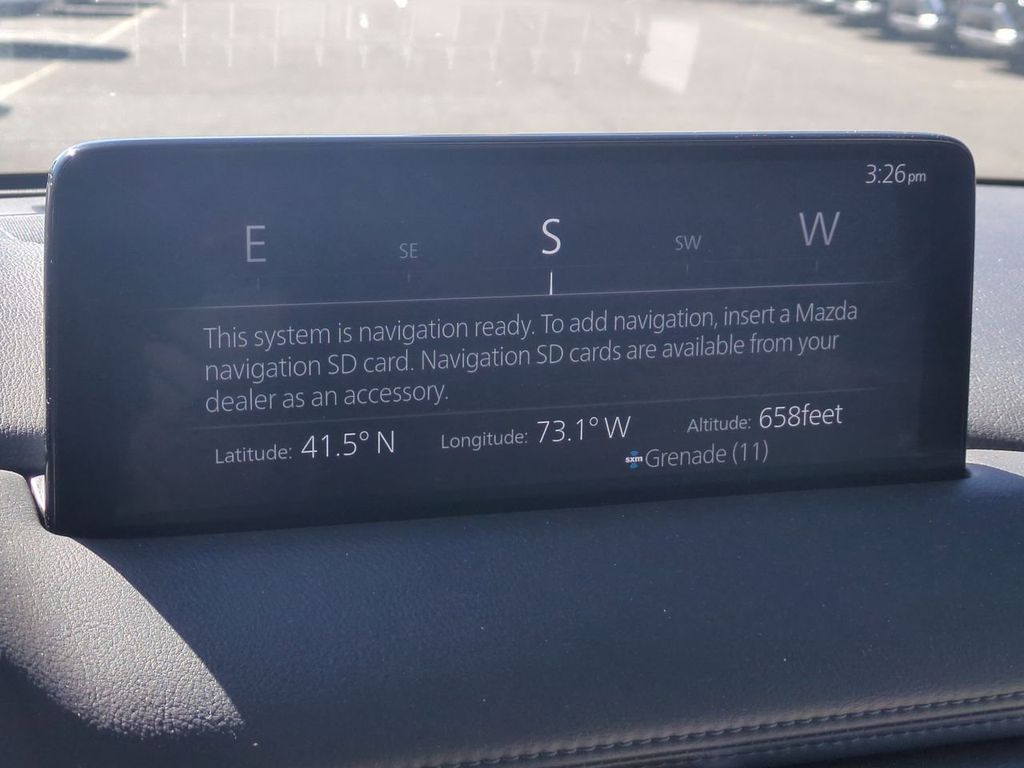 3:26pm
E SE S SW W
This system is navigation ready. To add navigation, insert a Mazda
navigation SD card. Navigation SD cards are available from your
dealer as an accessory.
Latitude: 41.5° N Longitude: 73.1° W Altitude: 658feet
sxm Grenade (11)